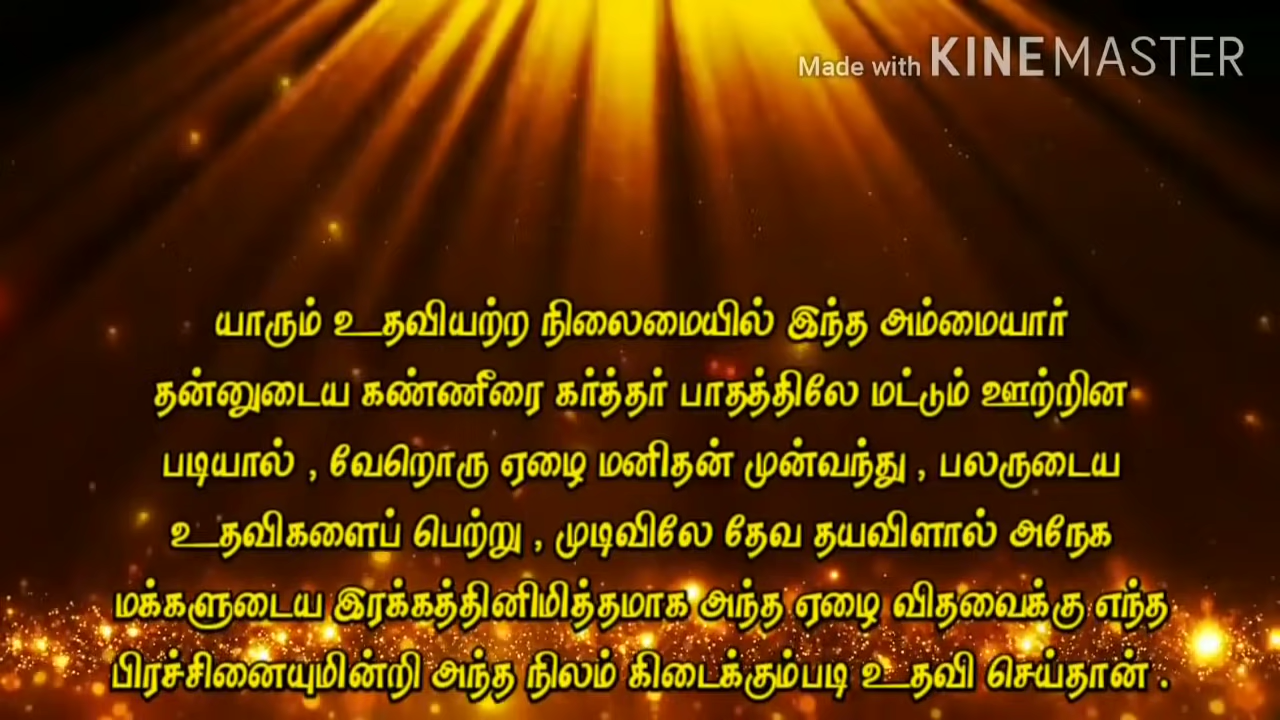 Made with KINEMASTER
யாரும் உதவியற்ற நிலைமையில் இந்த அம்மையார்
தன்னுடைய கண்ணீரை கர்த்தர் பாதத்திலே மட்டும் ஊற்றின
படியால் , வேறொரு ஏழை மனிதன் முன்வந்து , பலருடைய
உதவிகளைப் பெற்று , முடிவிலே தேவ தயவிளால் அநேக
மக்களுடைய இரக்கத்தினிமித்தமாக அந்த ஏழை விதவைக்கு எந்த
பிரச்சினையுமின்றி அந்த நிலம் கிடைக்கும்படி உதவி செய்தான் .